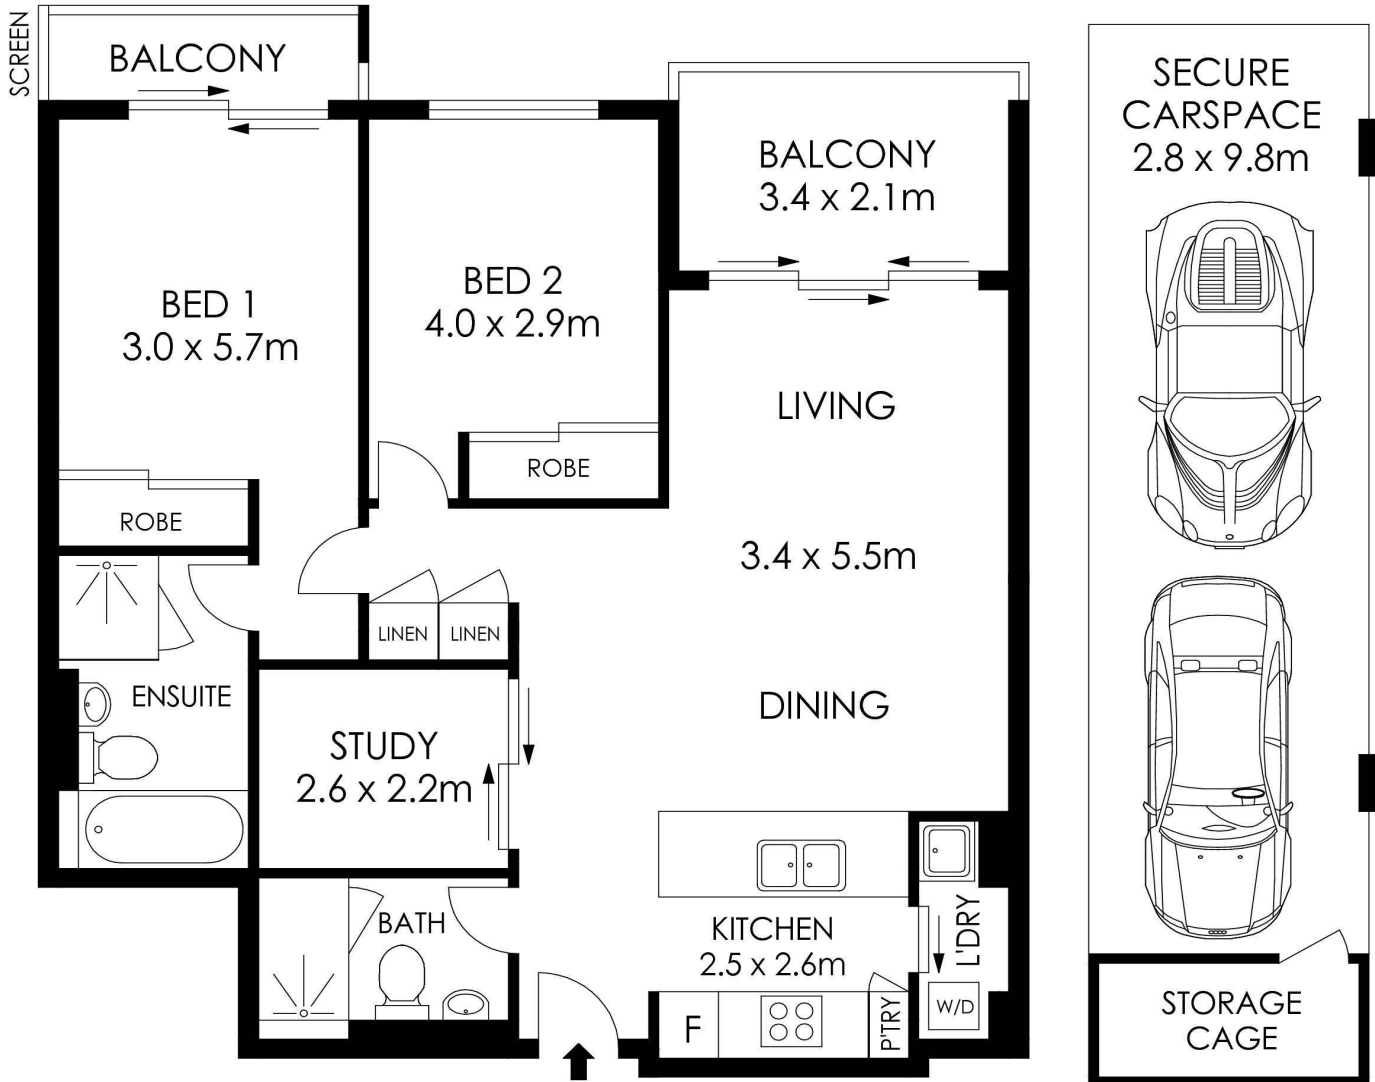 SCREEN
BALCONY
BED 1
3.0 x 5.7m
ROBE
BED 2
4.0 x 2.9m
ROBE
BALCONY
3.4 x 2.1m
LIVING
3.4 x 5.5m
DINING
LINEN
LINEN
ENSUITE
STUDY
2.6 x 2.2m
BATH
KITCHEN
2.5 x 2.6m
F
P'TRY
L'DRY
W/D
SECURE
CARSPACE
2.8 x 9.8m
STORAGE
CAGE